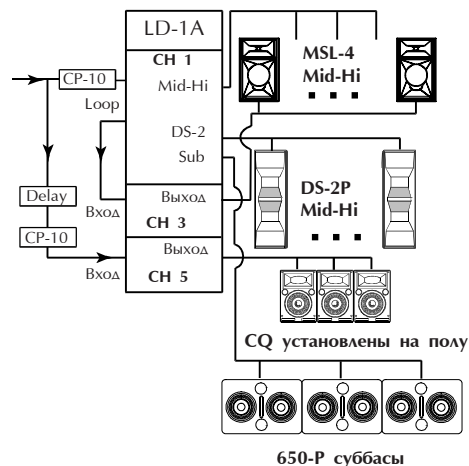 LD-1A
CH 1
Mid-Hi
CP-10
Loop
DS-2
Sub
Delay
CP-10
Вход
Выход
CH 3
Выход
Вход
CH 5
MSL-4
Mid-Hi
DS-2P
Mid-Hi
CQ установлены на полу
650-P суббасы